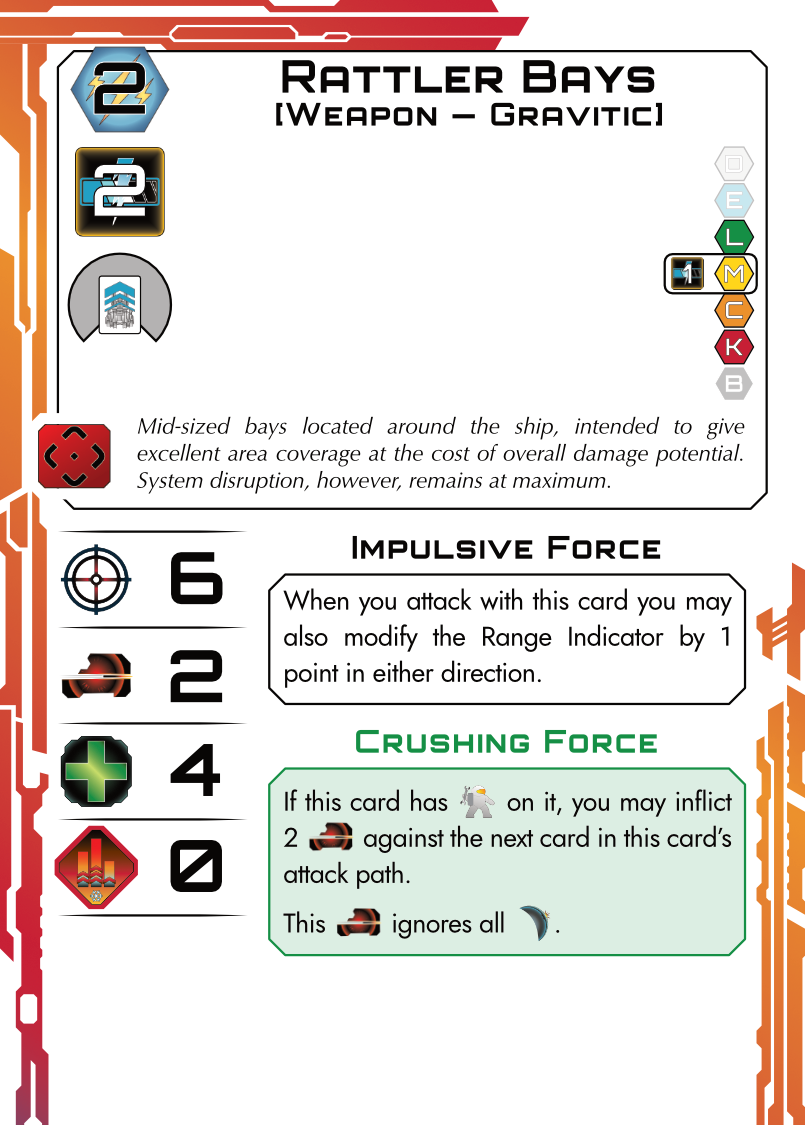 2
Rattler Bays
[Weapon – Gravitic]
2
D
E
L
1 M
C
K
B
Mid-sized bays located around the ship, intended to give
excellent area coverage at the cost of overall damage potential.
System disruption, however, remains at maximum.
6
2
4
0
Impulsive Force
When you attack with this card you may
also modify the Range Indicator by 1
point in either direction.
Crushing Force
If this card has on it, you may inflict
2 against the next card in this card's
attack path.
This ignores all .